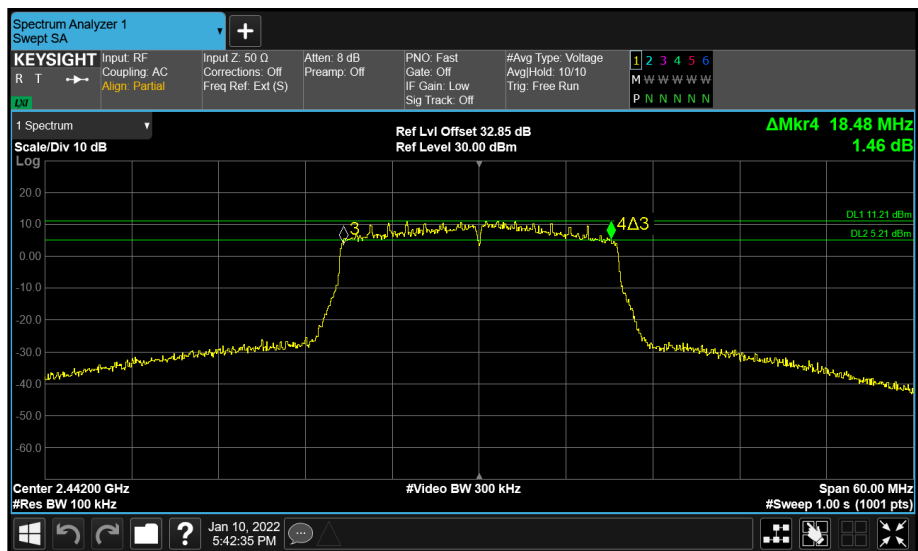 Spectrum Analyzer 1
Swept SA
+
KEYSIGHT Input: RF Input Z: 50 Ω Atten: 8 dB PNO: Fast #Avg Type: Voltage 1 2 3 4 5 6
R T Coupling: AC Corrections: Off Preamp: Off Gate: Off Avg|Hold: 10/10 M W W W W W
Align: Partial Freq Ref: Ext (S) IF Gain: Low Trig: Free Run
LXI Sig Track: Off P N N N N N
1 Spectrum
Ref Lvl Offset 32.85 dB ΔMkr4 18.48 MHz
Scale/Div 10 dB Ref Level 30.00 dBm 1.46 dB
Log
20.0
DL1 11.21 dBm
10.0 3 4Δ3
DL2 5.21 dBm
0.00
-10.0
-20.0
-30.0
-40.0
-50.0
-60.0
Center 2.44200 GHz #Video BW 300 kHz Span 60.00 MHz
#Res BW 100 kHz #Sweep 1.00 s (1001 pts)
? Jan 10, 2022
5:42:35 PM